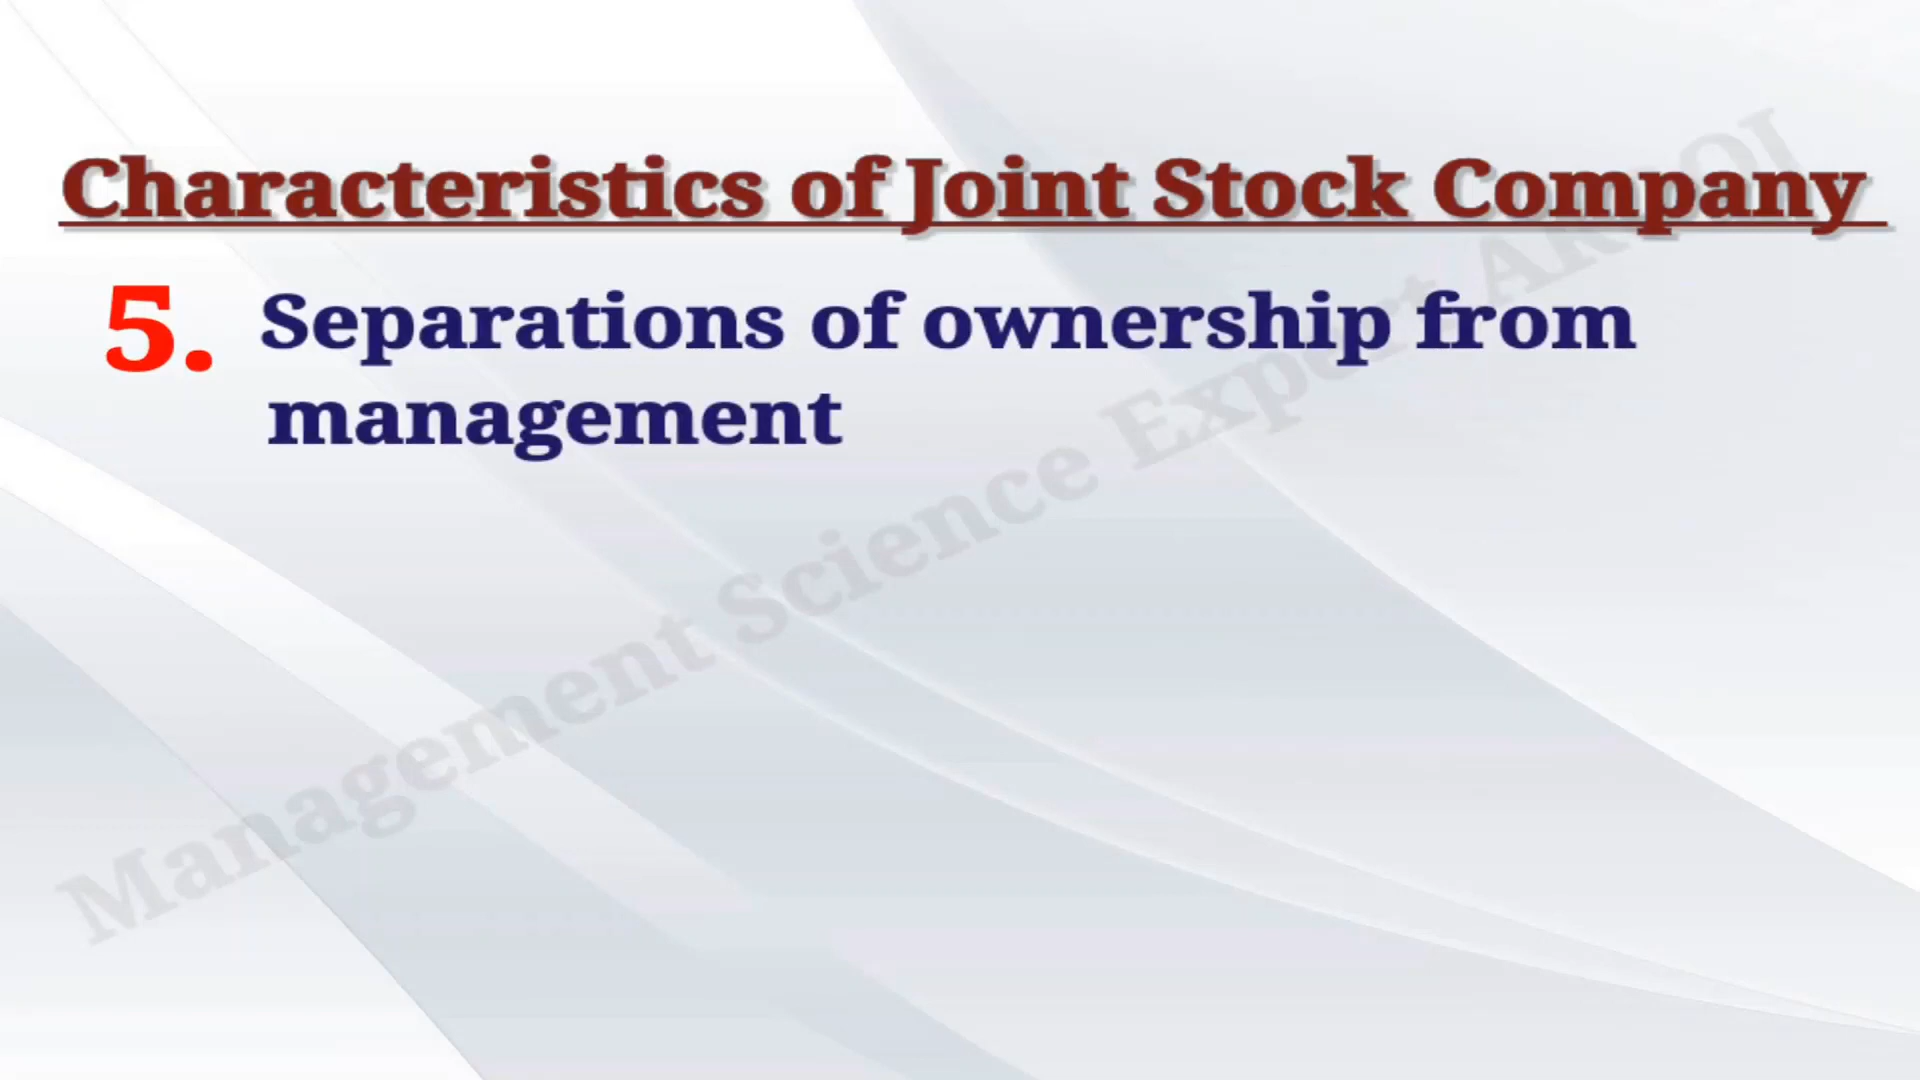 Characteristics of Joint Stock Company
5. Separations of ownership from
management
Management Science Expert